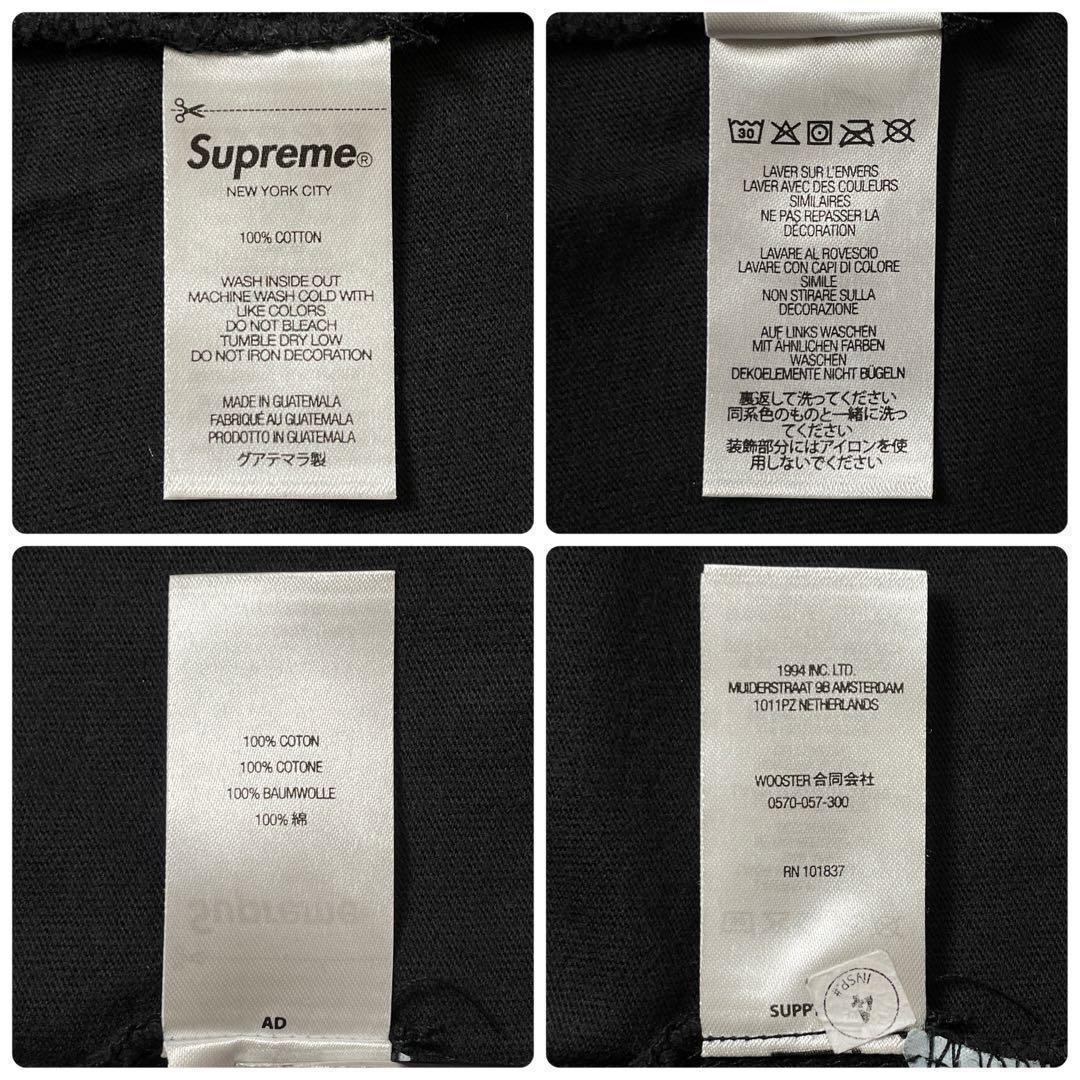 Supreme®
NEW YORK CITY
100% COTTON
WASH INSIDE OUT
MACHINE WASH COLD WITH
LIKE COLORS
DO NOT BLEACH
TUMBLE DRY LOW
DO NOT IRON DECORATION
MADE IN GUATEMALA
FABRIQUÉ AU GUATEMALA
PRODOTTO IN GUATEMALA
グアテマラ製
30
LAVER SUR L'ENVERS
LAVER AVEC DES COULEURS
SIMILAIRES
NE PAS REPASSER LA
DÉCORATION
LAVARE AL ROVESCIO
LAVARE CON CAPI DI COLORE
SIMILE
NON STIRARE SULLA
DECORAZIONE
AUF LINKS WASCHEN
MIT ÄHNLICHEN FARBEN
WASCHEN
DEKOELEMENTE NICHT BÜGELN
裏返して洗ってください
同系色のものと一緒に洗っ
てください
装飾部分にはアイロンを使
用しないでください
100% COTON
100% COTONE
100% BAUMWOLLE
100% 綿
Supreme
AD
1994 INC. LTD.
MUIDERSTRAAT 9B AMSTERDAM
1011PZ NETHERLANDS
WOOSTER 合同会社
0570-057-300
RN 101837
INSP.#